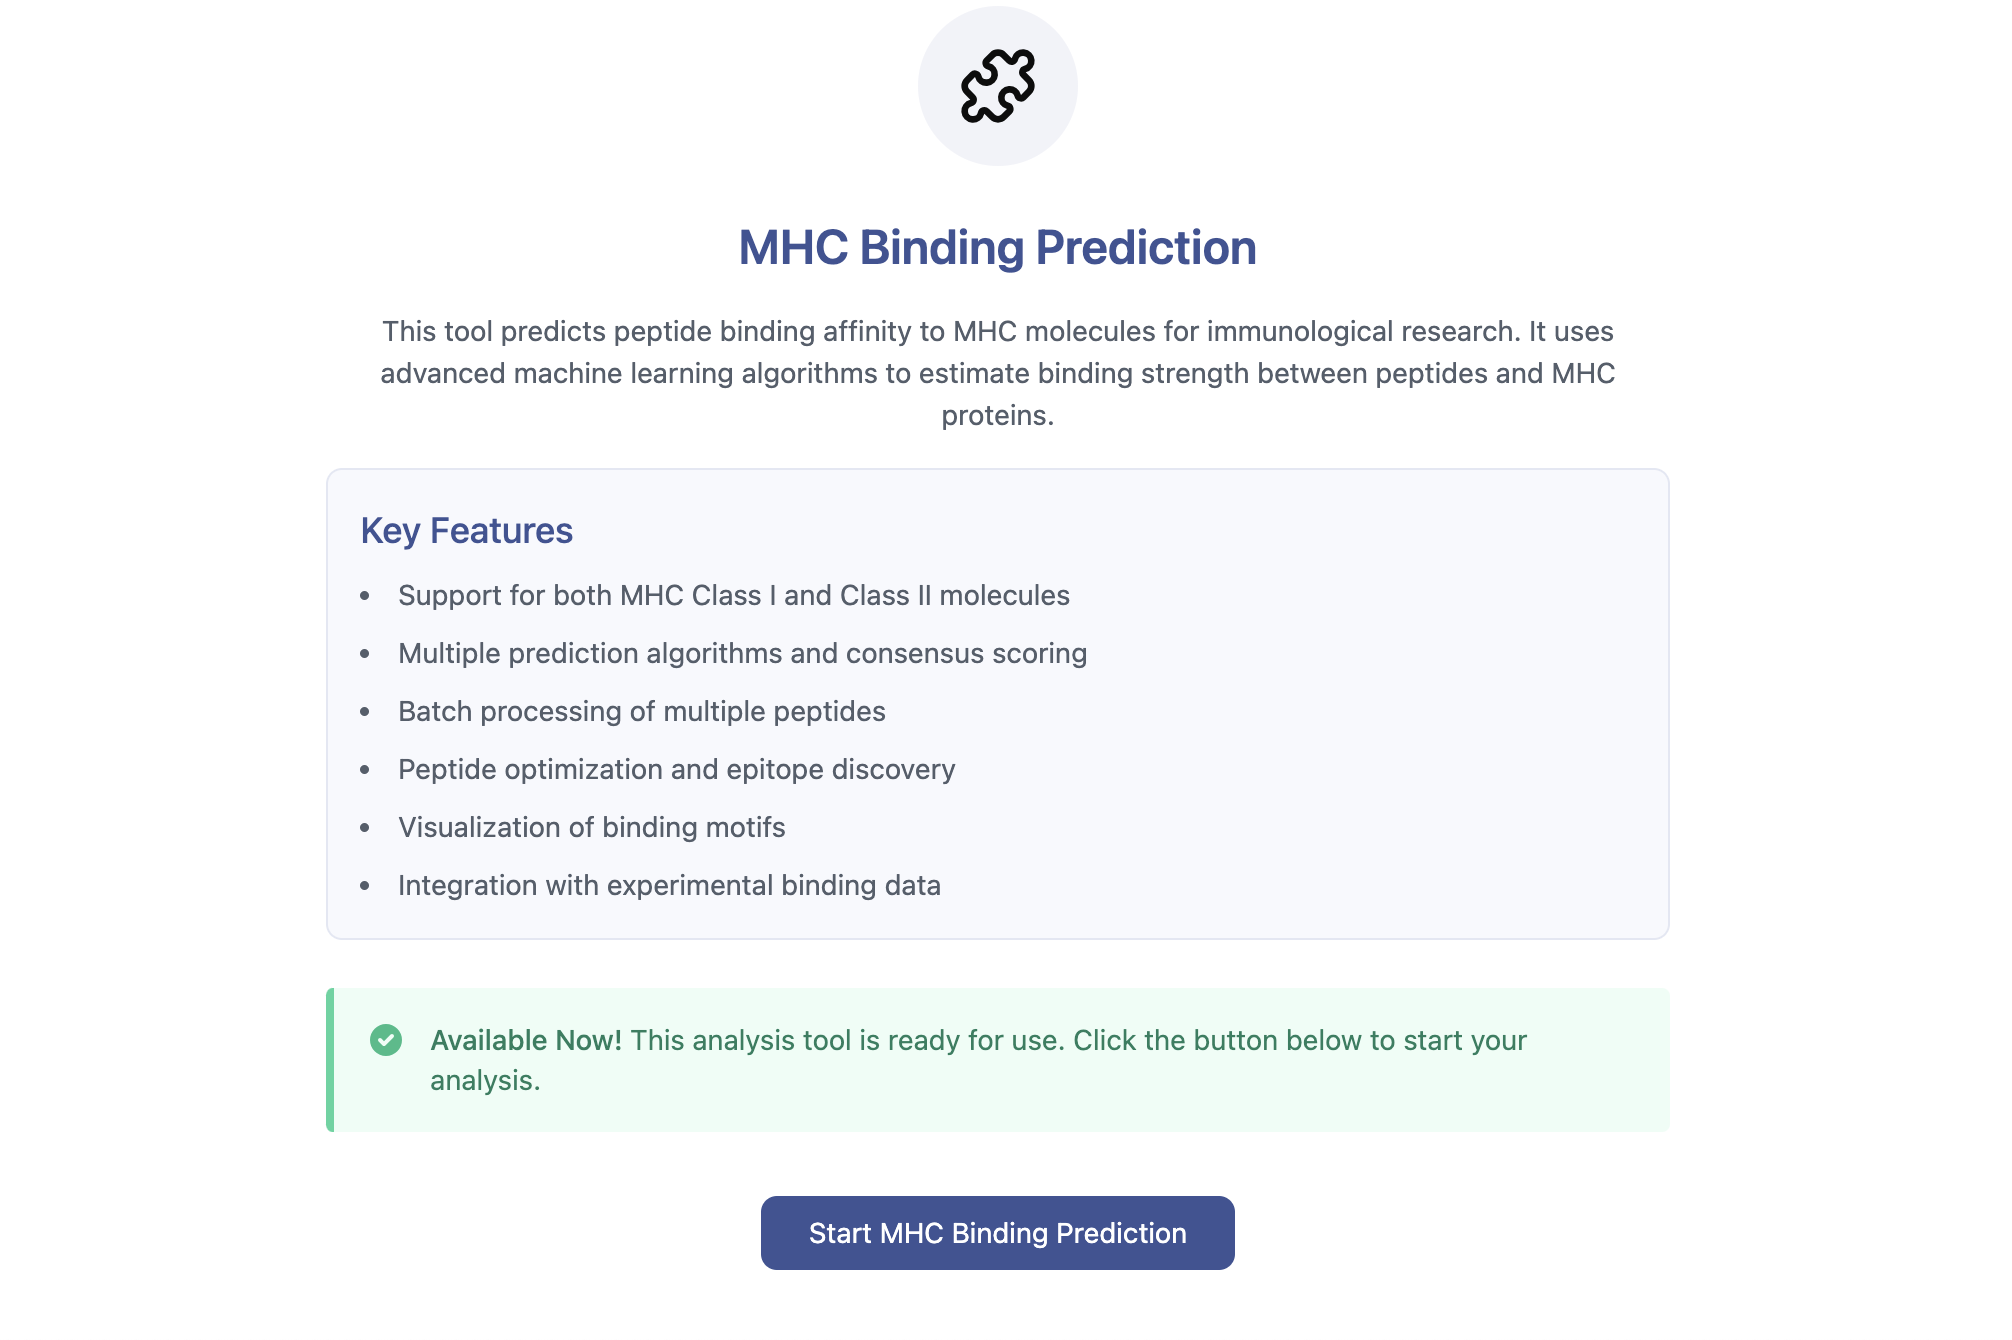 MHC Binding Prediction
This tool predicts peptide binding affinity to MHC molecules for immunological research. It uses
advanced machine learning algorithms to estimate binding strength between peptides and MHC
proteins.
Key Features
• Support for both MHC Class I and Class II molecules
• Multiple prediction algorithms and consensus scoring
• Batch processing of multiple peptides
• Peptide optimization and epitope discovery
• Visualization of binding motifs
• Integration with experimental binding data
Available Now! This analysis tool is ready for use. Click the button below to start your
analysis.
Start MHC Binding Prediction